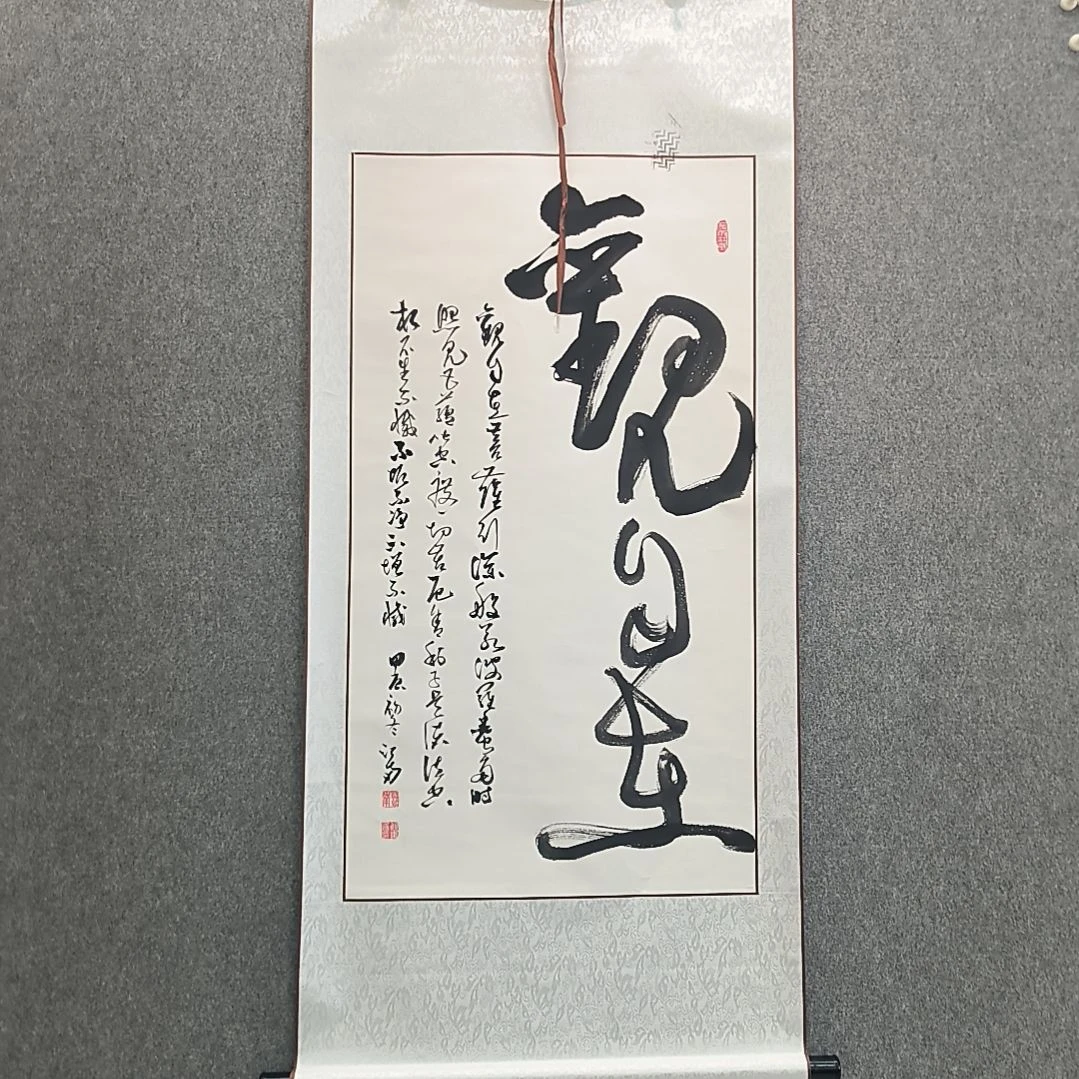 觀自在
觀自在菩薩行深般若波羅蜜多時
照見五蘊皆空度一切苦厄舍利子是諸法空
相不生不滅不垢不淨不增不減 甲辰初冬